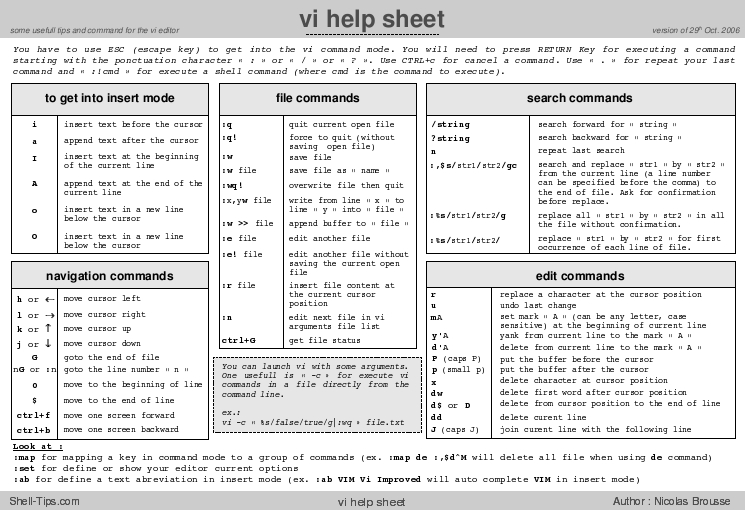 vi help sheet
some usefull tips and command for the vi editor
version of 29th Oct. 2006
You have to use ESC (escape key) to get into the vi command mode. You will need to press RETURN Key for executing a command
starting with the ponctuation character « : » or « / » or « ? ». Use CTRL+c for cancel a command. Use « . » for repeat your last
command and « :!cmd » for execute a shell command (where cmd is the command to execute).
to get into insert mode
i insert text before the cursor
a append text after the cursor
I insert text at the beginning
of the current line
A append text at the end of the
current line
o insert text in a new line
below the cursor
O insert text in a new line
below the cursor
navigation commands
h or ← move cursor left
l or → move cursor right
k or ↑ move cursor up
j or ↓ move cursor down
G goto the end of file
nG or :n goto the line number « n »
0 move to the beginning of line
$ move to the end of line
ctrl+f move one screen forward
ctrl+b move one screen backward
file commands
:q quit current open file
:q! force to quit (without
saving open file)
:w save file
:w file save file as « name »
:wq! overwrite file then quit
:x,yw file write from line « x » to
line « y » into « file »
:w >> file append buffer to « file »
:e file edit another file
:e! file edit another file without
saving the current open
file
:r file insert file content at
the current cursor
position
:n edit next file in vi
arguments file list
ctrl+G get file status
You can launch vi with some arguments.
One usefull is « -c » for execute vi
commands in a file directly from the
command line.
ex.:
vi -c « %s/false/true/g|:wq » file.txt
search commands
/string search forward for « string »
?string search backward for « string »
n repeat last search
:,$s/str1/str2/gc search and replace « str1 » by « str2 »
from the current line (a line number
can be specified before the comma) to
the end of file. Ask for confirmation
before replace.
:%s/str1/str2/g replace all « str1 » by « str2 » in all
the file without confirmation.
:%s/str1/str2/ replace « str1 » by « str2 » for first
occurence of each line of file.
edit commands
r replace a character at the cursor position
u undo last change
mA set mark « A » (can be any letter, case
sensitive) at the beginning of current line
y'A yank from current line to the mark « A »
d'A delete from current line to the mark « A »
P (caps P) put the buffer before the cursor
p (small p) put the buffer after the cursor
x delete character at cursor position
dw delete first word after cursor position
d$ or D delete from cursor position to the end of line
dd delete curent line
J (caps J) join curent line with the following line
Look at :
:map for mapping a key in command mode to a group of commands (ex. :map de :,$d^M will delete all file when using de command)
:set for define or show your editor current options
:ab for define a text abreviation in insert mode (ex. :ab VIM Vi Improved will auto complete VIM in insert mode)
Shell-Tips.com
vi help sheet
Author : Nicolas Brousse